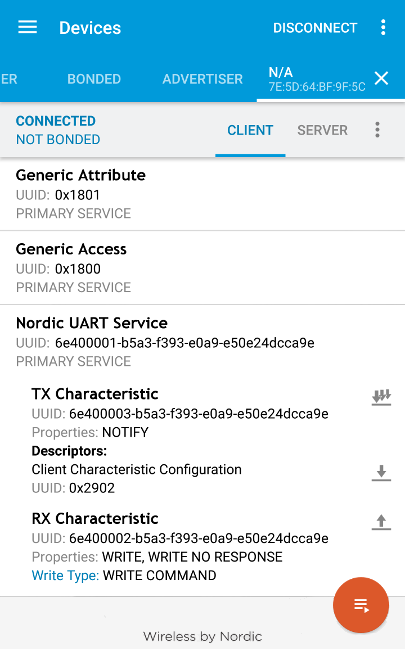 Devices DISCONNECT
ER BONDED ADVERTISER N/A
7E:5D:64:BF:9F:5C
CONNECTED
NOT BONDED CLIENT SERVER
Generic Attribute
UUID: 0x1801
PRIMARY SERVICE
Generic Access
UUID: 0x1800
PRIMARY SERVICE
Nordic UART Service
UUID: 6e400001-b5a3-f393-e0a9-e50e24dcca9e
PRIMARY SERVICE
TX Characteristic
UUID: 6e400003-b5a3-f393-e0a9-e50e24dcca9e
Properties: NOTIFY
Descriptors:
Client Characteristic Configuration
UUID: 0x2902
RX Characteristic
UUID: 6e400002-b5a3-f393-e0a9-e50e24dcca9e
Properties: WRITE, WRITE NO RESPONSE
Write Type: WRITE COMMAND
Wireless by Nordic